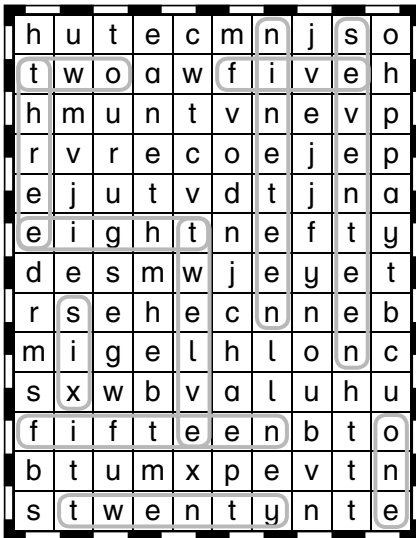 h u t e c m n j s o
t w o a w f i v e h
h m u n t v n e v p
r v r e c o e j e p
e j u t v d t j n a
e i g h t n e f t y
d e s m w j e y e t
r s e h e c n n e b
m i g e l h l o n c
s x w b v a l u h u
f i f t e e n b t o
b t u m x p e v t n
s t w e n t y n t e